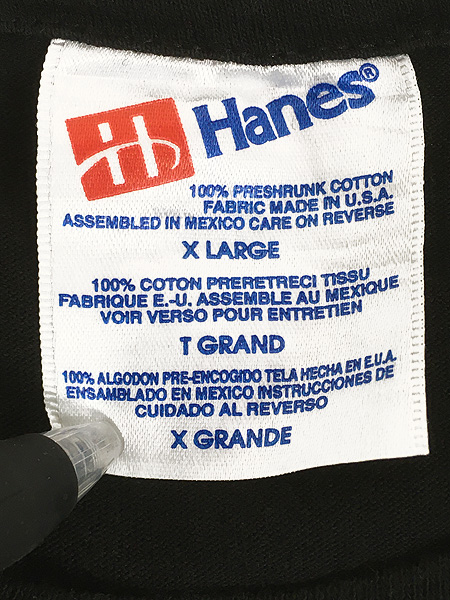 H Hanes®
100% PRESHRUNK COTTON
FABRIC MADE IN U.S.A.
ASSEMBLED IN MEXICO CARE ON REVERSE
X LARGE
100% COTON PRERETRECI TISSU
FABRIQUE E.-U. ASSEMBLE AU MEXIQUE
VOIR VERSO POUR ENTRETIEN
T GRAND
100% ALGODON PRE-ENCOGIDO TELA HECHA EN E.U.A.
ENSAMBLADO EN MEXICO INSTRUCCIONES DE
CUIDADO AL REVERSO
X GRANDE